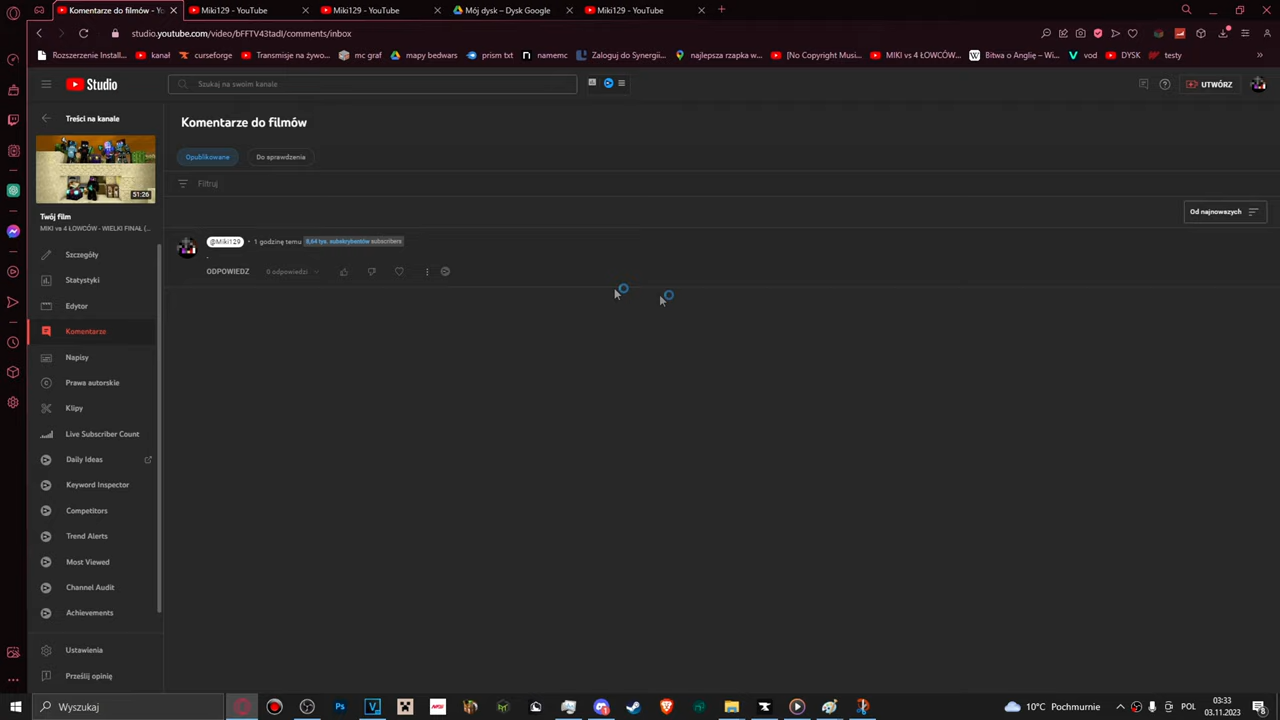 Komentarze do filmów - Yo
Miki129 - YouTube
Miki129 - YouTube
Mój dysk – Dysk Google
Miki129 - YouTube
studio.youtube.com/video/bFFTV43tadI/comments/inbox
Rozszerzenie Install...
kanał
curseforge
Transmisje na żywo...
mc graf
mapy bedwars
prism txt
namemc
Zaloguj do Synergii...
najlepsza rzapka w...
[No Copyright Musi...
MIKI vs 4 ŁOWCÓW...
Bitwa o Anglię – W...
vod
DYSK
testy
Studio
Szukaj na swoim kanale
UTWÓRZ
Treści na kanale
51:26
Twój film
MIKI vs 4 ŁOWCÓW - WIELKI FINAŁ (...
Szczegóły
Statystyki
Edytor
Komentarze
Napisy
Prawa autorskie
Klipy
Live Subscriber Count
Daily Ideas
Keyword Inspector
Competitors
Trend Alerts
Most Viewed
Channel Audit
Achievements
Ustawienia
Prześlij opinię
Komentarze do filmów
Opublikowane
Do sprawdzenia
Filtruj
Od najnowszych
@Miki129 • 1 godzinę temu 8,64 tys. subskrybentów subscribers
.
ODPOWIEDZ 0 odpowiedzi
Wyszukaj
10°C Pochmurnie
POL
03:33
03.11.2023